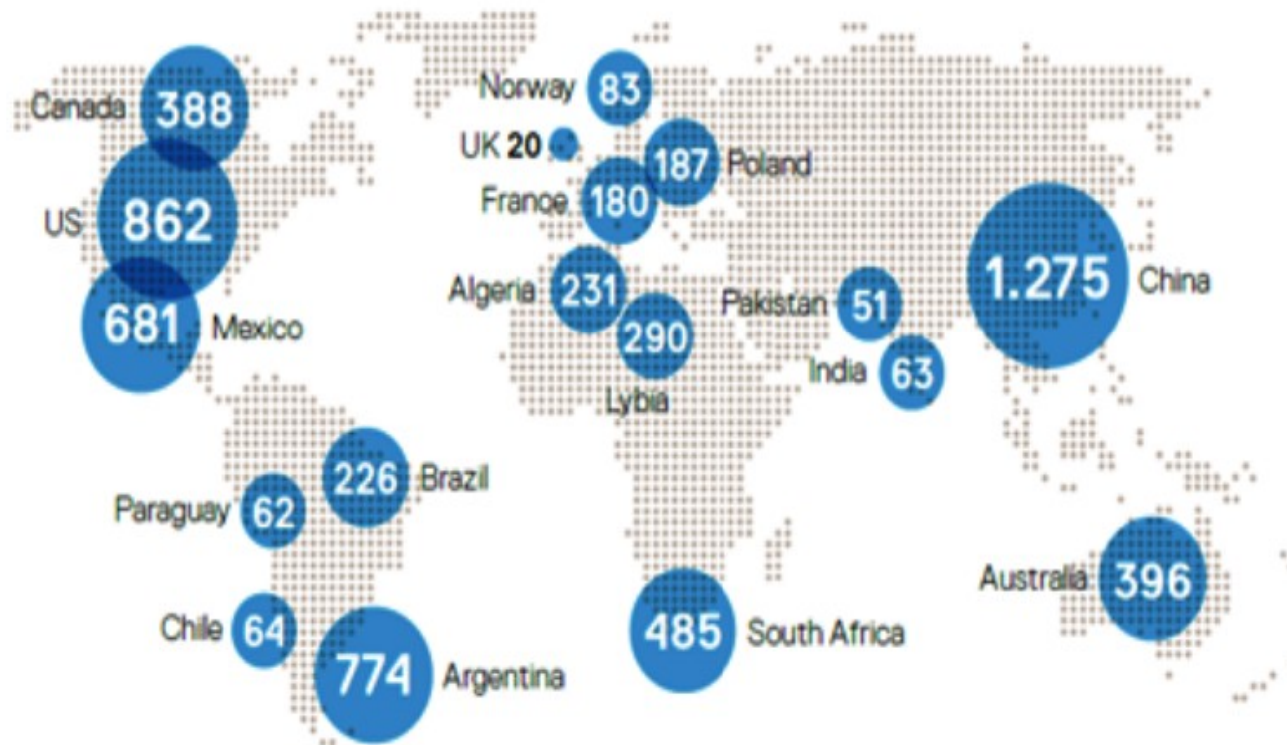 Canada 388
US 862
681 Mexico
Norway 83
UK 20
187 Poland
France 180
Algeria 231
290
Lybia
Pakistan 51
India 63
1.275 China
226 Brazil
Paraguay 62
Chile 64
774 Argentina
485 South Africa
Australia 396